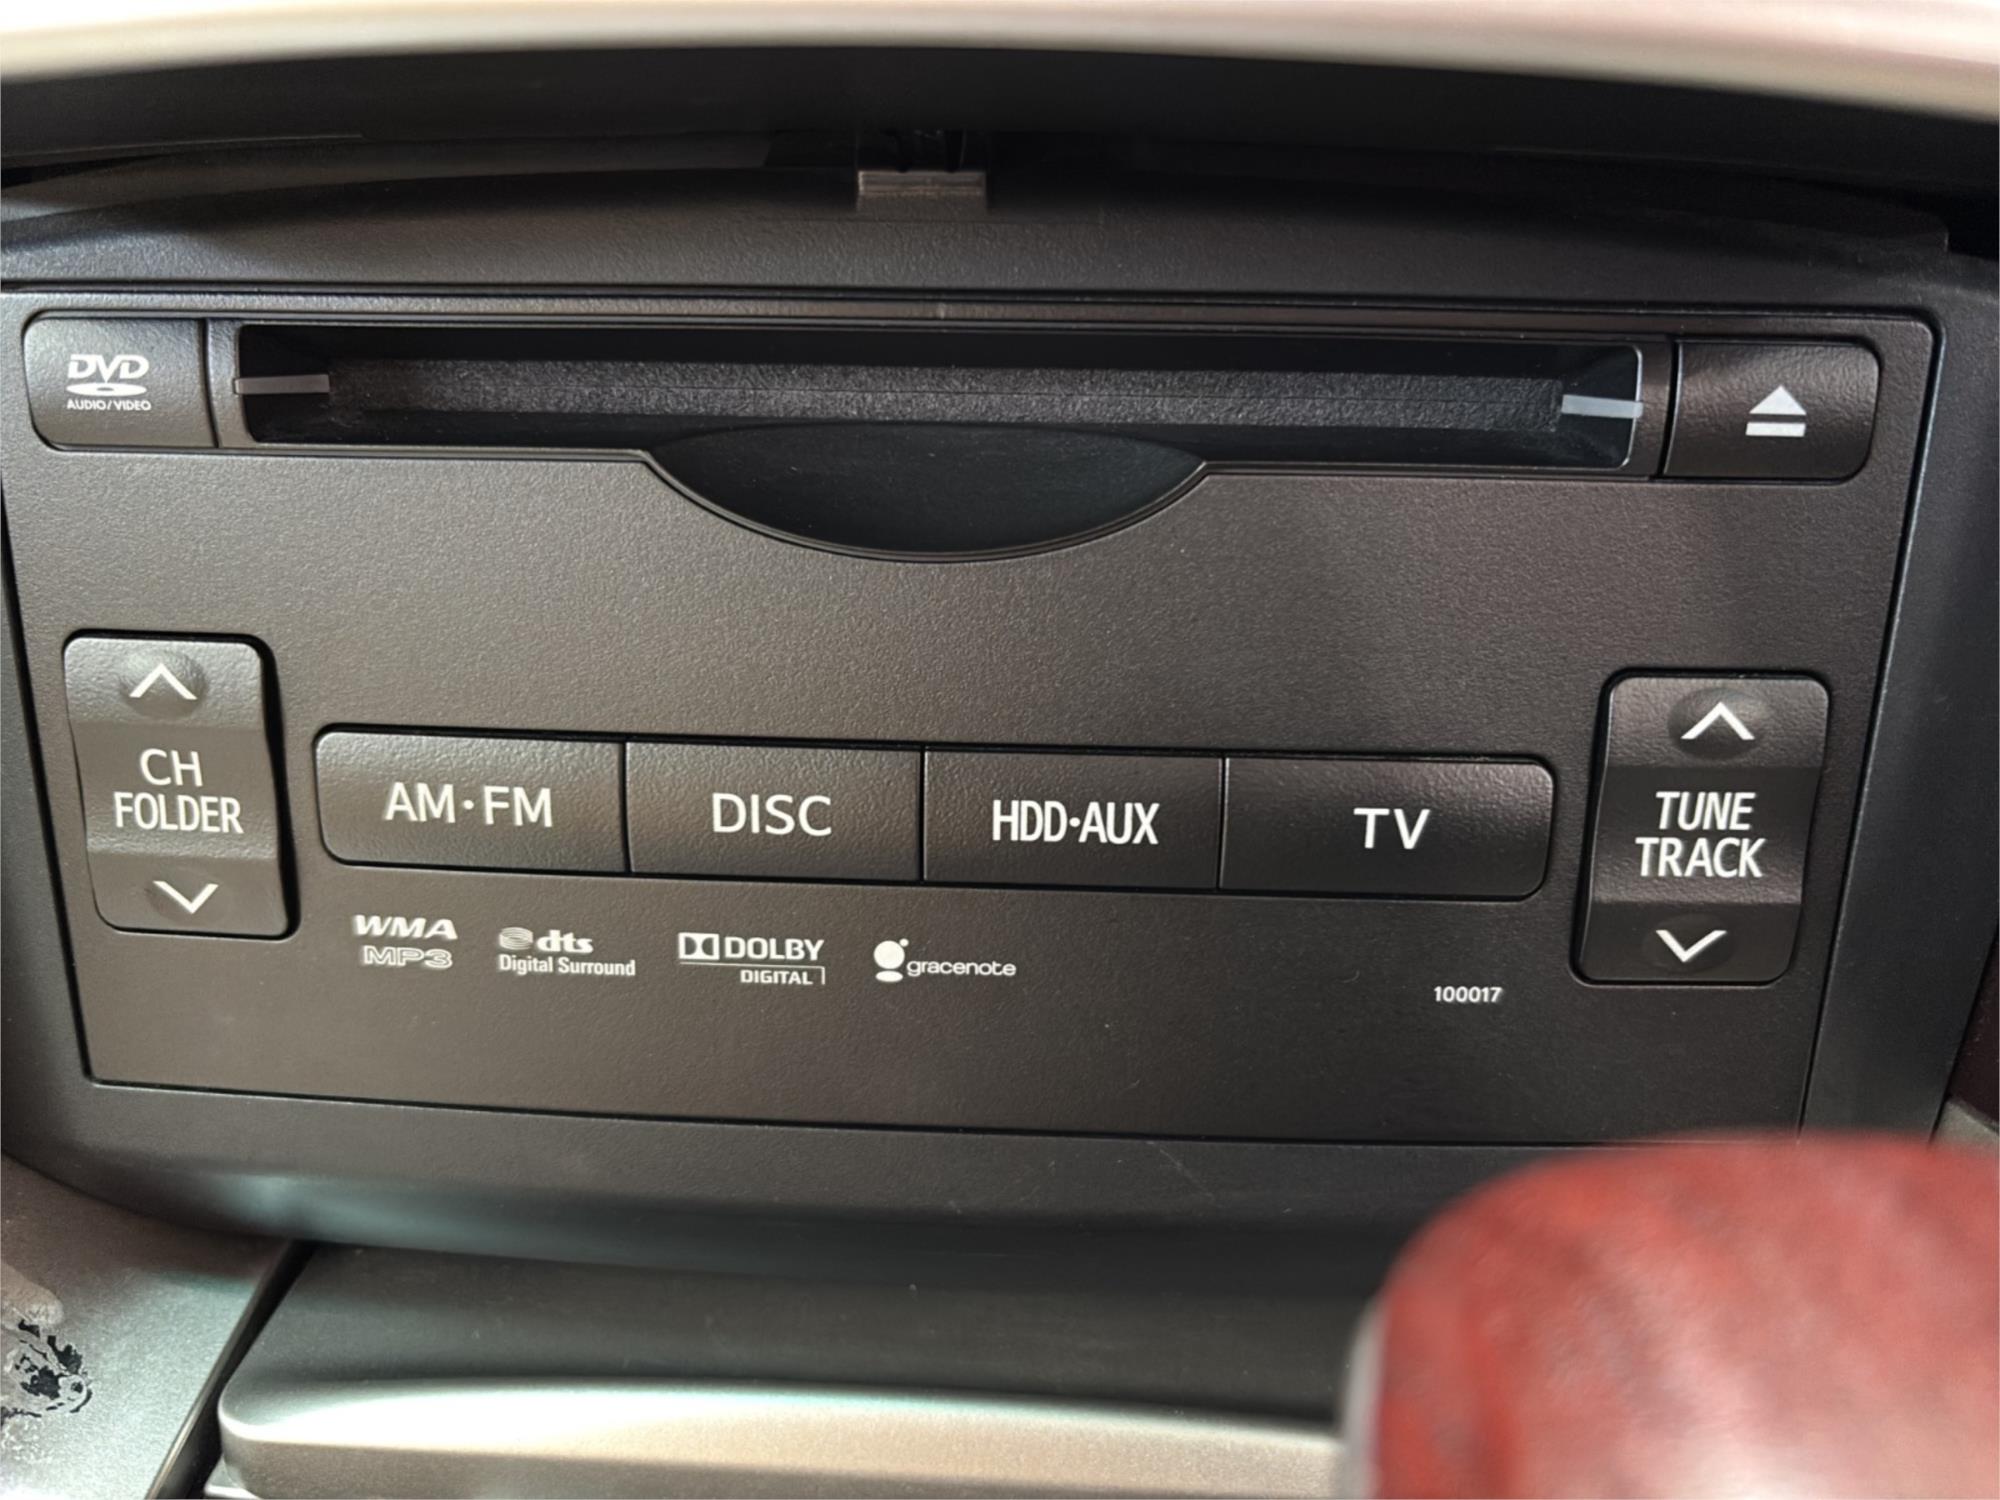 DVD
AUDIO/VIDEO
CH
FOLDER
AM•FM
DISC
HDD•AUX
TV
TUNE
TRACK
WMA
MP3
dts
Digital Surround
DOLBY
DIGITAL
gracenote
100017